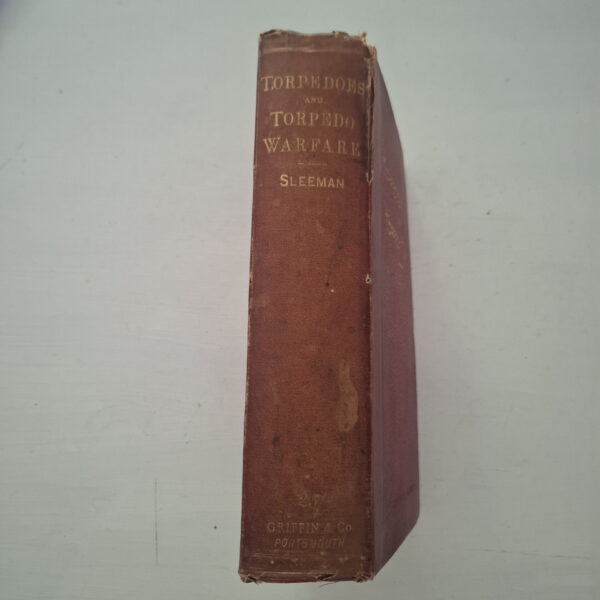 TORPEDOES
AND
TORPEDO
WARFARE
SLEEMAN
GRIFFIN & Co.
PORTSMOUTH